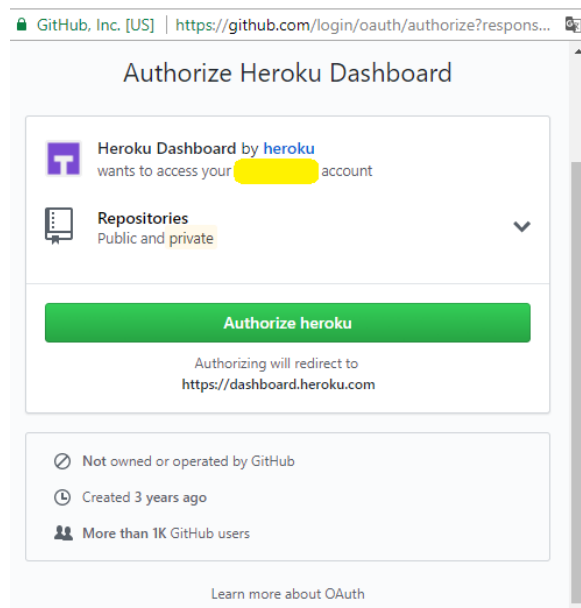 GitHub, Inc. [US] | https://github.com/login/oauth/authorize?respons...
Authorize Heroku Dashboard
Heroku Dashboard by heroku
wants to access your account
Repositories
Public and private
Authorize heroku
Authorizing will redirect to
https://dashboard.heroku.com
Not owned or operated by GitHub
Created 3 years ago
More than 1K GitHub users
Learn more about OAuth